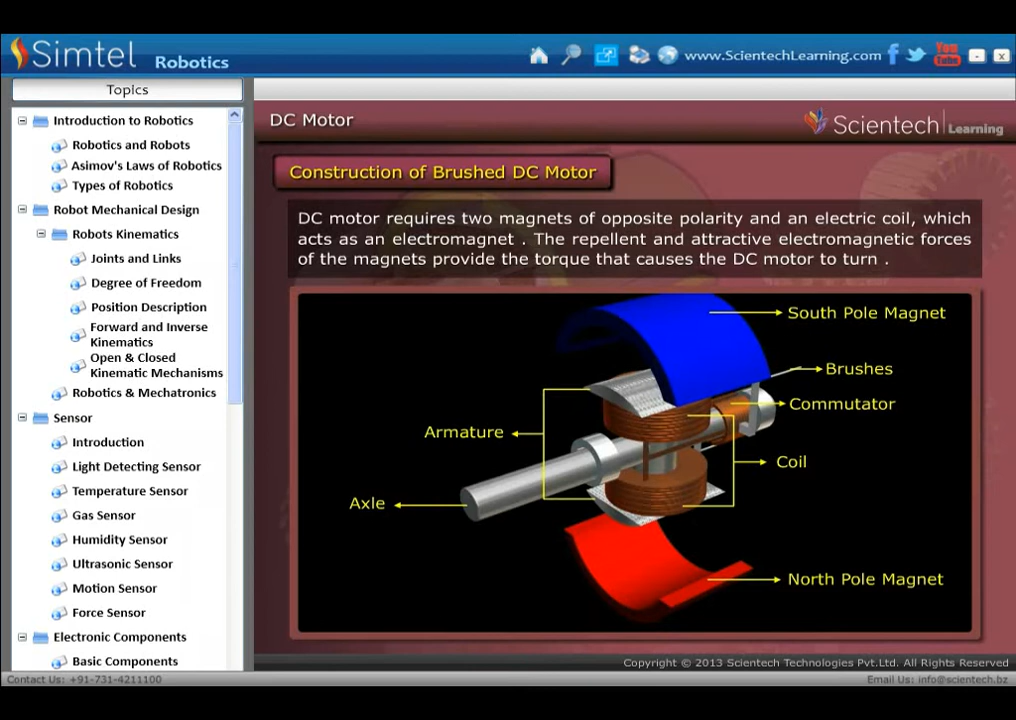 Simtel Robotics
www.ScientechLearning.com
You
Tube
Topics
Introduction to Robotics
Robotics and Robots
Asimov's Laws of Robotics
Types of Robotics
Robot Mechanical Design
Robots Kinematics
Joints and Links
Degree of Freedom
Position Description
Forward and Inverse
Kinematics
Open & Closed
Kinematic Mechanisms
Robotics & Mechatronics
Sensor
Introduction
Light Detecting Sensor
Temperature Sensor
Gas Sensor
Humidity Sensor
Ultrasonic Sensor
Motion Sensor
Force Sensor
Electronic Components
Basic Components
DC Motor
Scientech Learning
Construction of Brushed DC Motor
DC motor requires two magnets of opposite polarity and an electric coil, which
acts as an electromagnet . The repellent and attractive electromagnetic forces
of the magnets provide the torque that causes the DC motor to turn .
South Pole Magnet
Brushes
Commutator
Armature
Coil
Axle
North Pole Magnet
Copyright © 2013 Scientech Technologies Pvt.Ltd. All Rights Reserved
Contact Us: +91-731-4211100
Email Us: info@scientech.bz